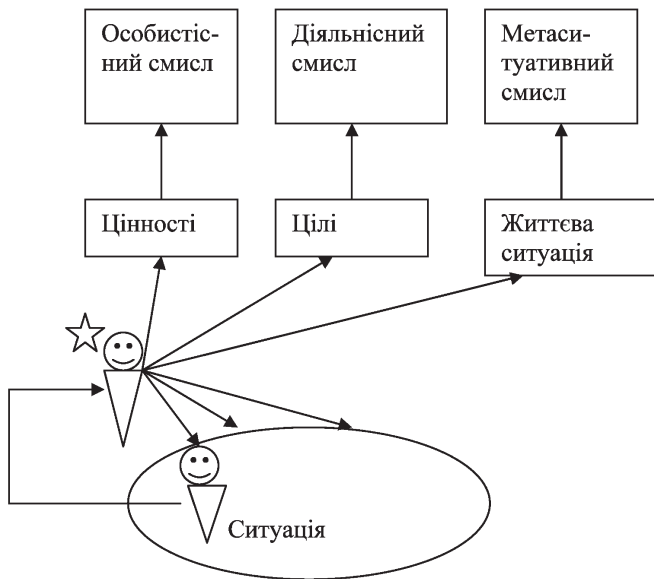 Особистіс-
ний смисл
Діяльнісний
смисл
Метаси-
туативний
смисл
Цінності
Цілі
Життєва
ситуація
Ситуація